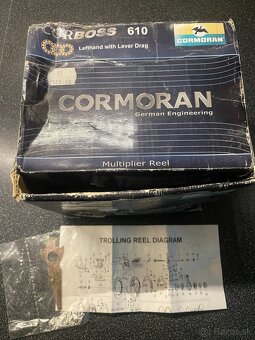 RBOSS 610
Lefthand with Lever Drag
CORMORAN
CORMORAN
German Engineering
Multiplier Reel
TROLLING REEL DIAGRAM